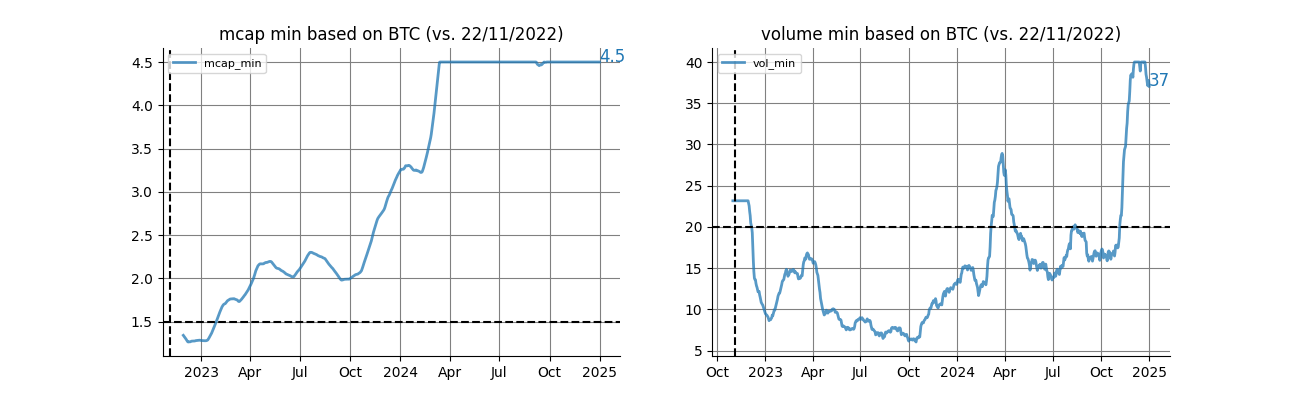 mcap min based on BTC (vs. 22/11/2022)
mcap_min
4.5
4.5
4.0
3.5
3.0
2.5
2.0
1.5
2023 Apr Jul Oct 2024 Apr Jul Oct 2025
volume min based on BTC (vs. 22/11/2022)
vol_min
37
40
35
30
25
20
15
10
5
Oct 2023 Apr Jul Oct 2024 Apr Jul Oct 2025